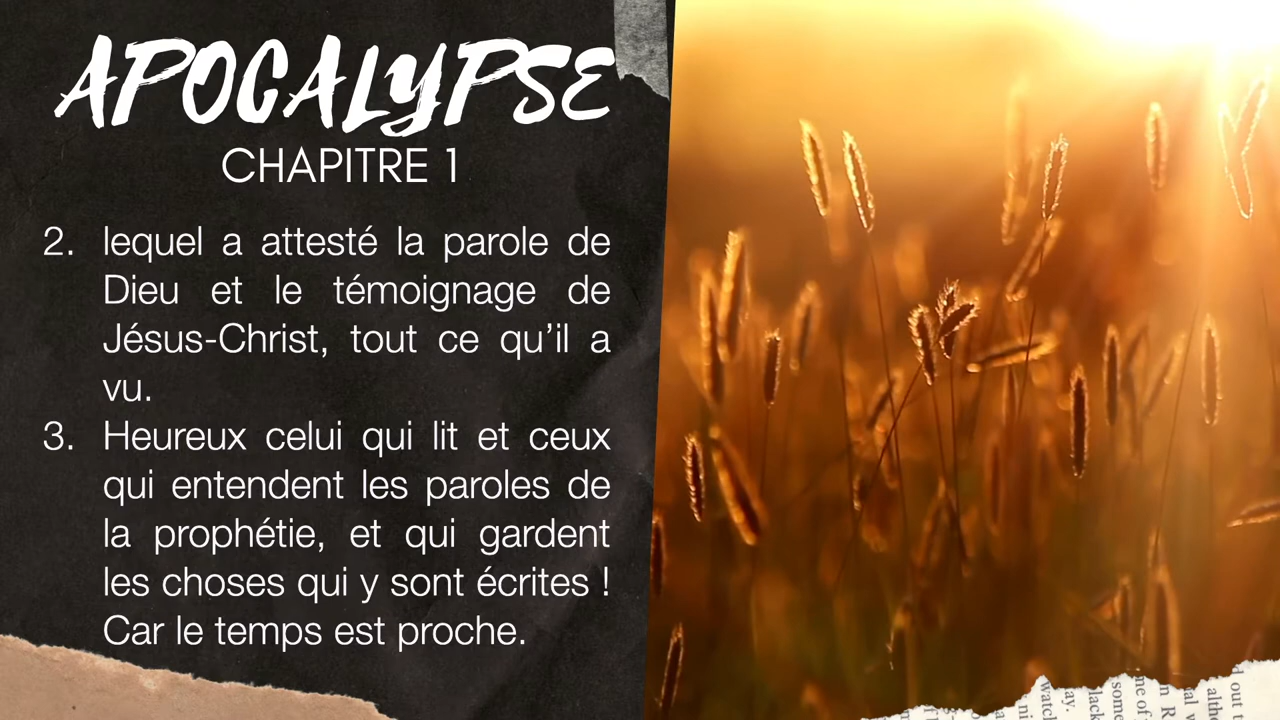 APOCALYPSE
CHAPITRE 1
2. lequel a attesté la parole de
Dieu et le témoignage de
Jésus-Christ, tout ce qu’il a
vu.
3. Heureux celui qui lit et ceux
qui entendent les paroles de
la prophétie, et qui gardent
les choses qui y sont écrites !
Car le temps est proche.